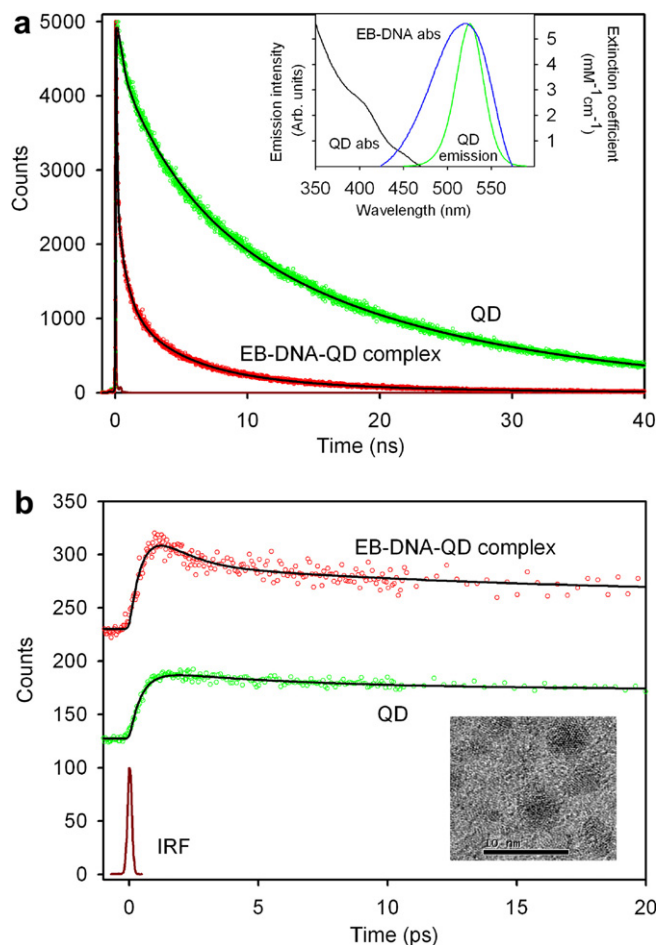 a
5000
4000
3000
2000
1000
0
Counts
0
10
20
30
40
Time (ns)
QD
EB-DNA-QD complex
EB-DNA abs
QD abs
QD
emission
Emission intensity
(Arb. units)
Extinction coefficient
(mM-1cm-1)
5
4
3
2
1
350
400
450
500
550
Wavelength (nm)
b
350
300
250
200
150
100
50
0
Counts
EB-DNA-QD complex
QD
IRF
10 nm
0
5
10
15
20
Time (ps)